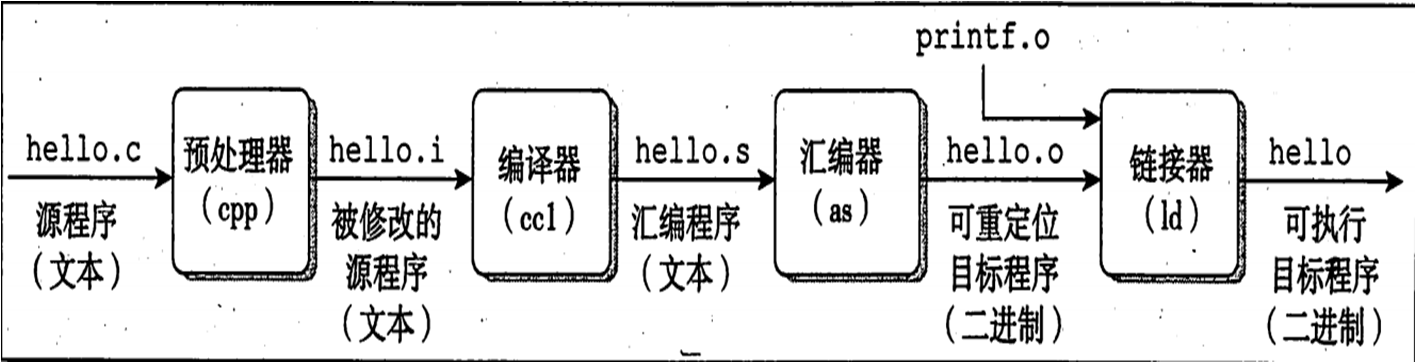 printf.o
hello.c
预处理器
(cpp)
hello.i
编译器
(cc1)
hello.s
汇编器
(as)
hello.o
链接器
(ld)
hello
源程序
(文本)
被修改的
源程序
(文本)
汇编程序
(文本)
可重定位
目标程序
(二进制)
可执行
目标程序
(二进制)